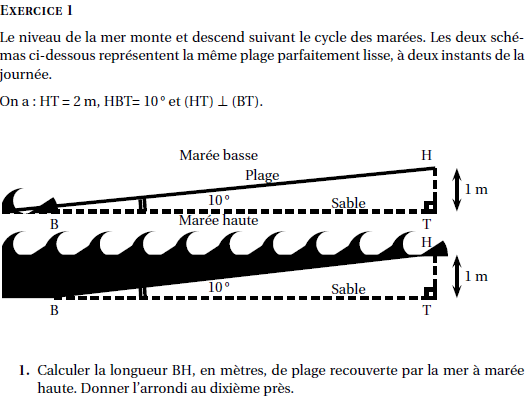 EXERCICE 1
Le niveau de la mer monte et descend suivant le cycle des marées. Les deux sché-
mas ci-dessous représentent la même plage parfaitement lisse, à deux instants de la
journée.
On a : HT = 2 m, HBT= 10° et (HT) ⊥ (BT).
Marée basse
H
Plage
1 m
10°
Sable
B
T
Marée haute
H
1 m
10°
Sable
B
T
1. Calculer la longueur BH, en mètres, de plage recouverte par la mer à marée
haute. Donner l'arrondi au dixième près.